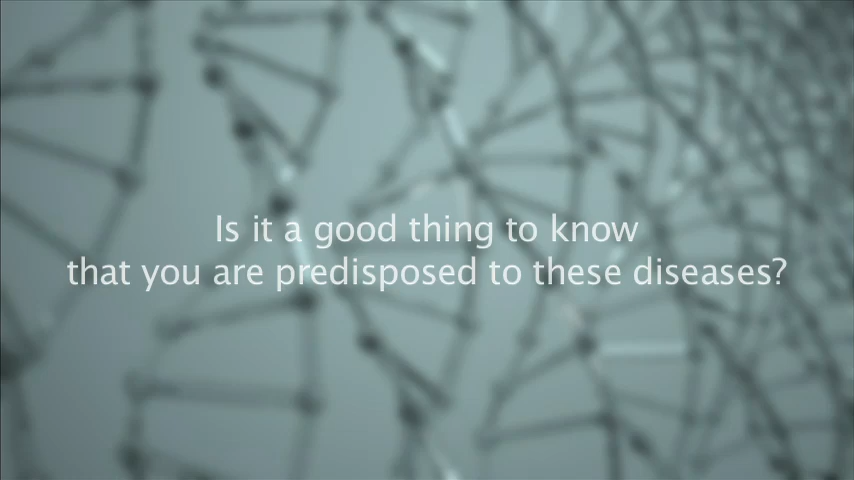 Is it a good thing to know
that you are predisposed to these diseases?